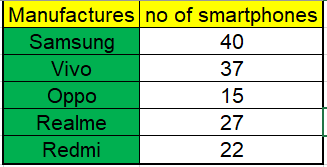 Manufactures no of smartphones
Samsung 40
Vivo 37
Oppo 15
Realme 27
Redmi 22